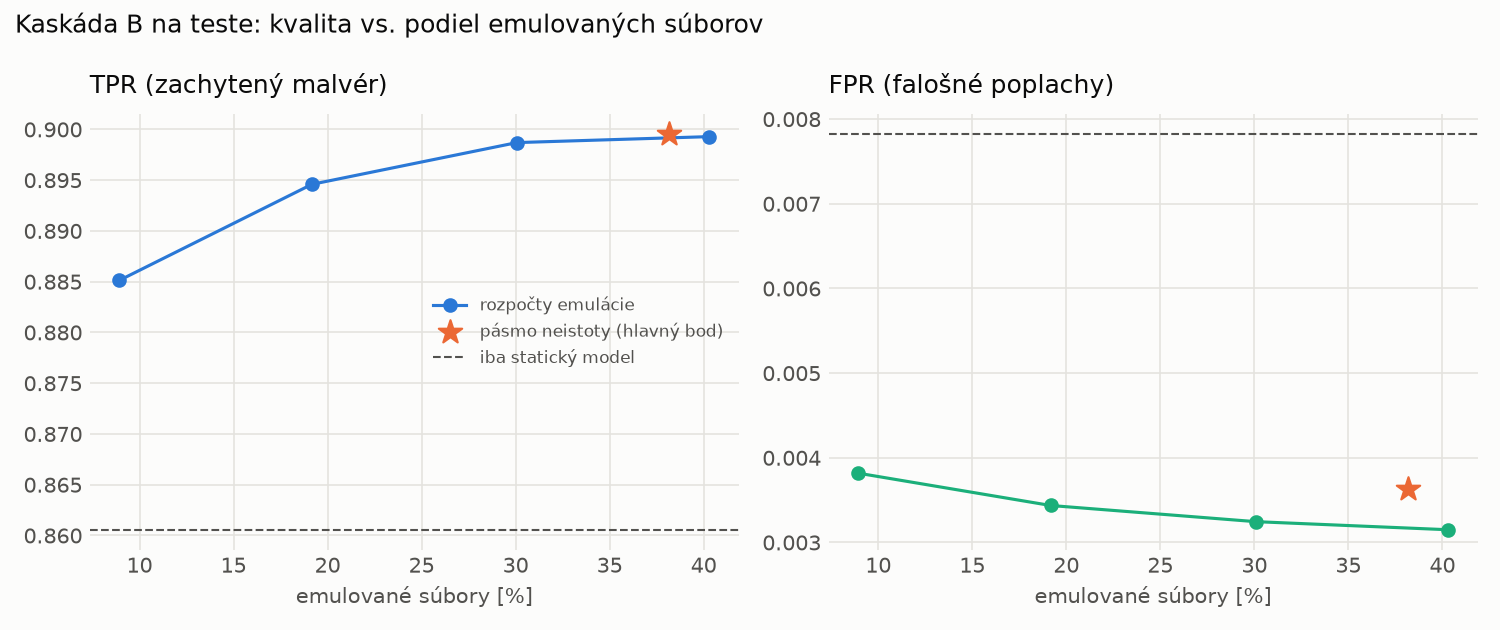 Kaskáda B na teste: kvalita vs. podiel emulovaných súborov
TPR (zachytený malvér)
0.900
0.895
0.890
0.885
0.880
0.875
0.870
0.865
0.860
rozpočty emulácie
pásmo neistoty (hlavný bod)
iba statický model
10 15 20 25 30 35 40
emulované súbory [%]
FPR (falošné poplachy)
0.008
0.007
0.006
0.005
0.004
0.003
10 15 20 25 30 35 40
emulované súbory [%]